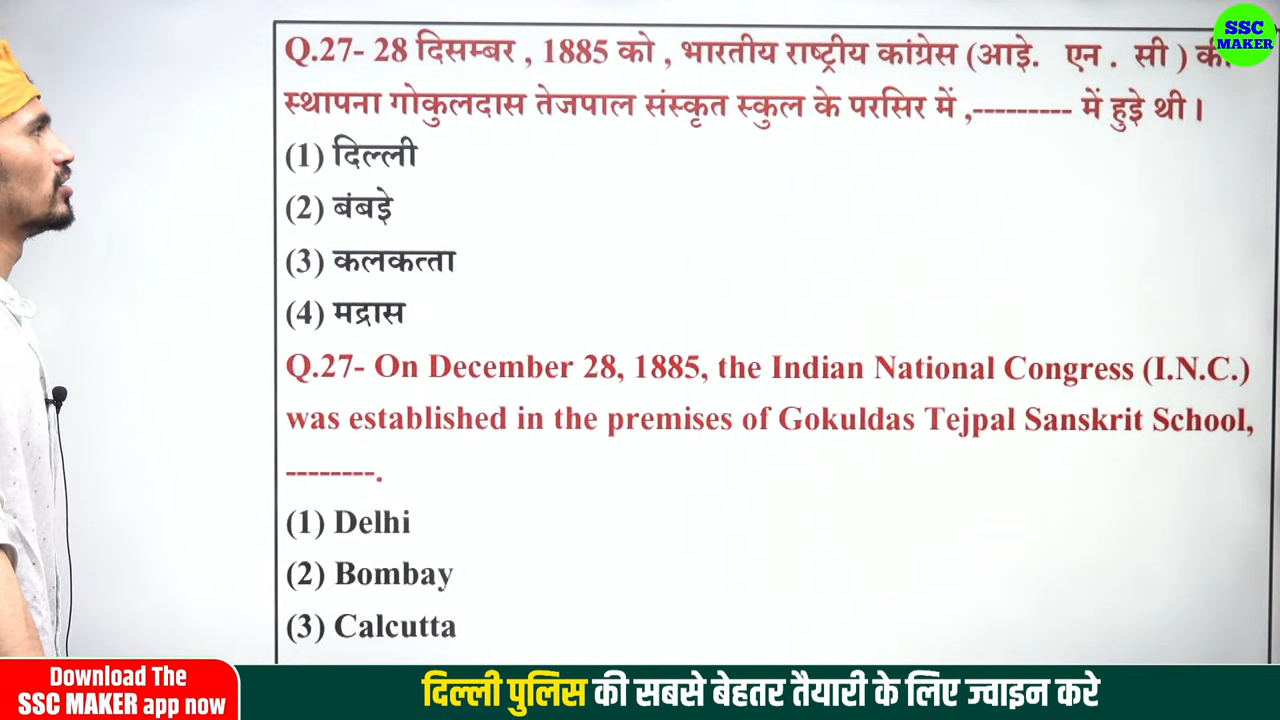 SSC
MAKER
Q.27- 28 दिसम्बर , 1885 को , भारतीय राष्ट्रीय कांग्रेस (आइे. एन . सी ) की
स्थापना गोकुलदास तेजपाल संस्कृत स्कुल के परसिर में ,--------- में हुइे थी ।
(1) दिल्ली
(2) बंबइे
(3) कलकत्ता
(4) मद्रास
Q.27- On December 28, 1885, the Indian National Congress (I.N.C.)
was established in the premises of Gokuldas Tejpal Sanskrit School,
--------.
(1) Delhi
(2) Bombay
(3) Calcutta
Download The
SSC MAKER app now
दिल्ली पुलिस की सबसे बेहतर तैयारी के लिए ज्वाइन करे